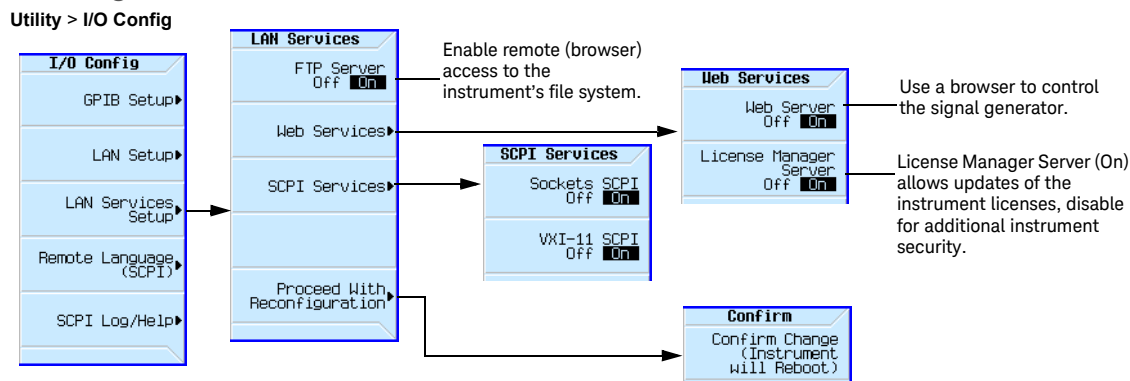 Utility > I/O Config
I/O Config
GPIB Setup
LAN Setup
LAN Services
Setup
Remote Language
(SCPI)
SCPI Log/Help
LAN Services
FTP Server
Off On
Web Services
SCPI Services
Proceed With
Reconfiguration
Enable remote (browser)
access to the
instrument's file system.
SCPI Services
Sockets SCPI
Off On
VXI-11 SCPI
Off On
Web Services
Web Server
Off On
License Manager
Server
Off On
Use a browser to control
the signal generator.
License Manager Server (On)
allows updates of the
instrument licenses, disable
for additional instrument
security.
Confirm
Confirm Change
(Instrument
will Reboot)